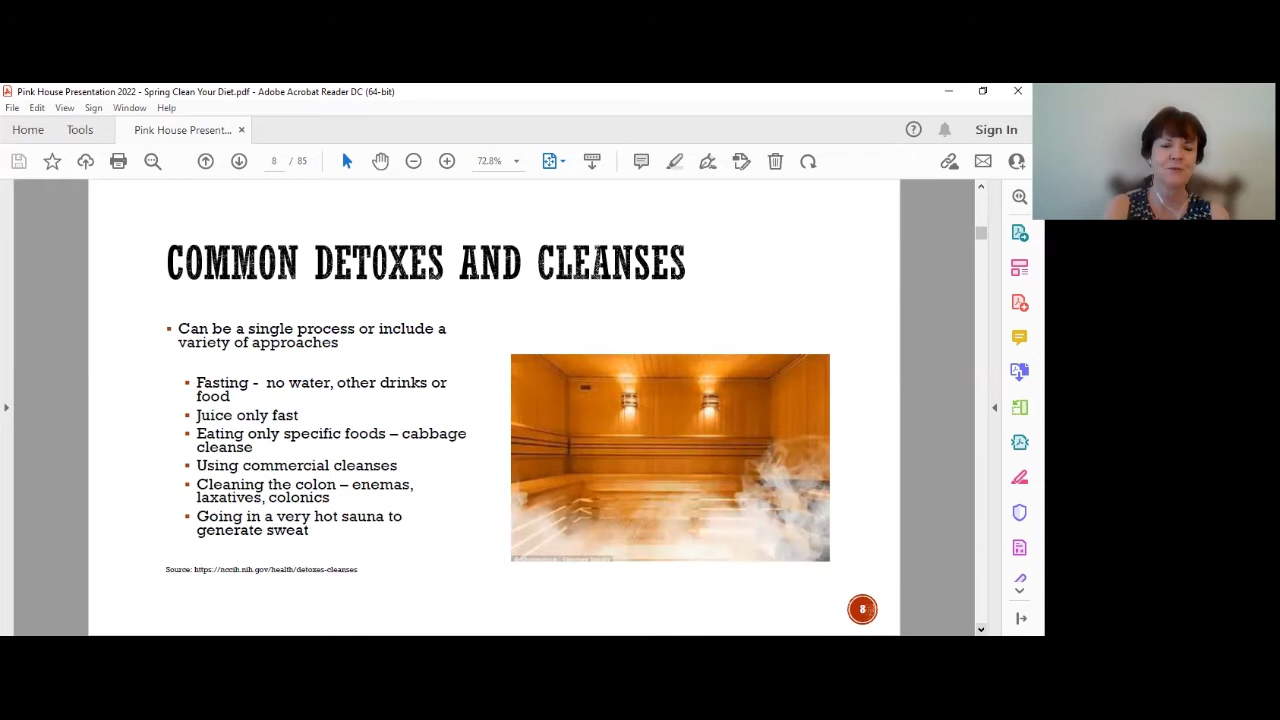 Pink House Presentation 2022 - Spring Clean Your Diet.pdf - Adobe Acrobat Reader DC (64-bit)
File Edit View Sign Window Help
Home Tools Pink House Present... Sign In
8 / 85 72.8%
COMMON DETOXES AND CLEANSES
▪ Can be a single process or include a
variety of approaches
▪ Fasting - no water, other drinks or
food
▪ Juice only fast
▪ Eating only specific foods – cabbage
cleanse
▪ Using commercial cleanses
▪ Cleaning the colon – enemas,
laxatives, colonics
▪ Going in a very hot sauna to
generate sweat
Source: https://nccih.nih.gov/health/detoxes-cleanses
8